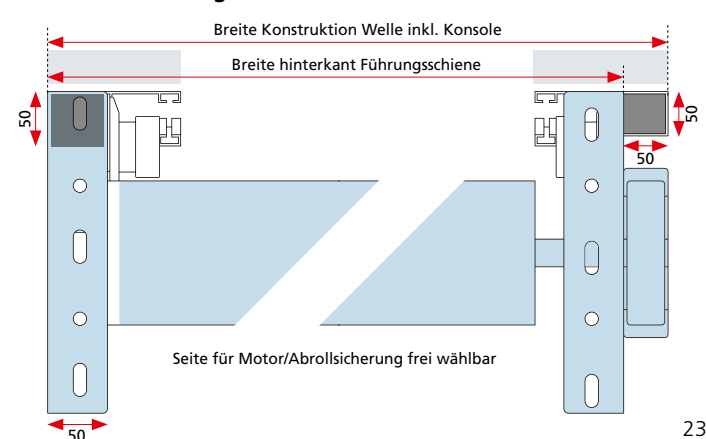 Breite Konstruktion Welle inkl. Konsole
Breite hinterkant Führungsschiene
50
50
50
Seite für Motor/Abrollsicherung frei wählbar
50
23